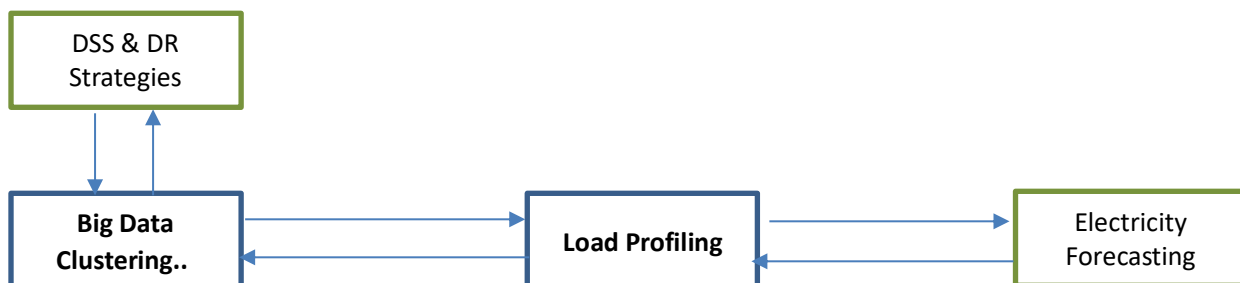 DSS & DR
Strategies
Big Data
Clustering..
Load Profiling
Electricity
Forecasting